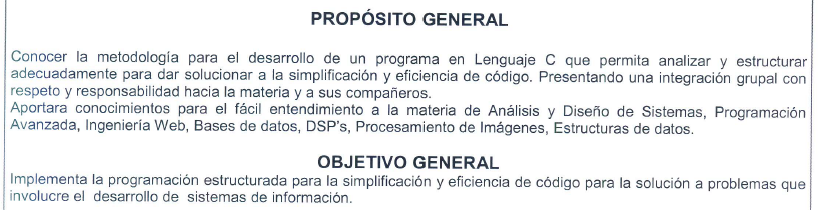 PROPÓSITO GENERAL
Conocer la metodología para el desarrollo de un programa en Lenguaje C que permita analizar y estructurar
adecuadamente para dar solucionar a la simplificación y eficiencia de código. Presentando una integración grupal con
respeto y responsabilidad hacia la materia y a sus compañeros.
Aportara conocimientos para el fácil entendimiento a la materia de Análisis y Diseño de Sistemas, Programación
Avanzada, Ingeniería Web, Bases de datos, DSP's, Procesamiento de Imágenes, Estructuras de datos.
OBJETIVO GENERAL
Implementa la programación estructurada para la simplificación y eficiencia de código para la solución a problemas que
involucre el desarrollo de sistemas de información.